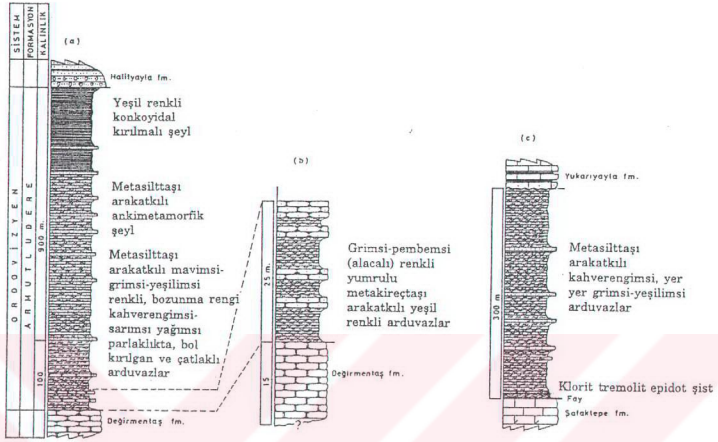 SİSTEM
FORMASYON
KALINLIK
ORDOVİZYEN
ARMUTLUDERE
900 m.
100
(a)
Halityayla fm.
Yeşil renkli
konkoyidal
kırılmalı şeyl
Metasilttaşı
arakatkılı
ankimetamorfik
şeyl
Metasilttaşı
arakatkılı mavimsi-
grimsi-yeşilimsi
renkli, bozunma rengi
kahverengimsi-
sarımsı yağımsı
parlaklıkta, bol
kırılgan ve çatlaklı
arduvazlar
Değirmentaş fm.
(b)
25 m.
15
Grimsi-pembemsi
(alacalı) renkli
yumrulu
metakireçtaşı
arakatkılı yeşil
renkli arduvazlar
Değirmentaş fm.
?
(c)
Yukarıyayla fm.
300 m
Metasilttaşı
arakatkılı
kahverengimsi, yer
yer grimsi-yeşilimsi
arduvazlar
Klorit tremolit epidot şist
Fay
Şafaktepe fm.